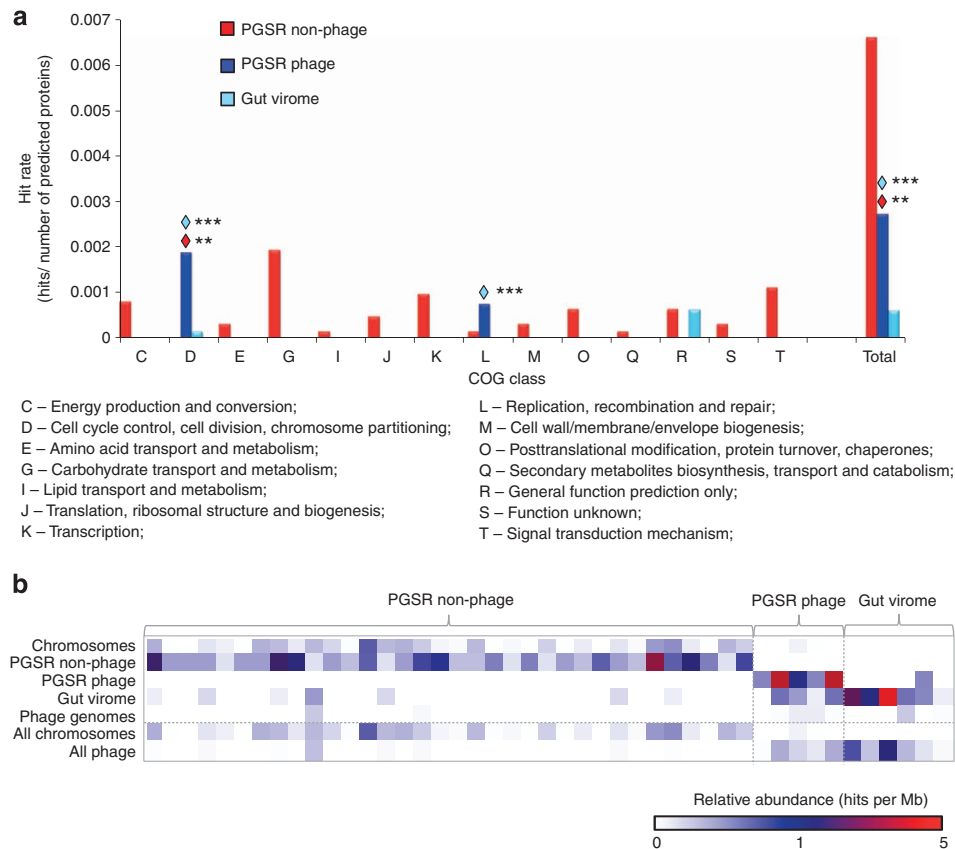 a
0.007
0.006
0.005
0.004
0.003
0.002
0.001
0
Hit rate
(hits/ number of predicted proteins)
PGSR non-phage
PGSR phage
Gut virome
***
**
***
***
**
C D E G I J K L M O Q R S T Total
COG class
C – Energy production and conversion;
D – Cell cycle control, cell division, chromosome partitioning;
E – Amino acid transport and metabolism;
G – Carbohydrate transport and metabolism;
I – Lipid transport and metabolism;
J – Translation, ribosomal structure and biogenesis;
K – Transcription;
L – Replication, recombination and repair;
M – Cell wall/membrane/envelope biogenesis;
O – Posttranslational modification, protein turnover, chaperones;
Q – Secondary metabolites biosynthesis, transport and catabolism;
R – General function prediction only;
S – Function unknown;
T – Signal transduction mechanism;
b
PGSR non-phage
PGSR phage
Gut virome
Chromosomes
PGSR non-phage
PGSR phage
Gut virome
Phage genomes
All chromosomes
All phage
Relative abundance (hits per Mb)
0 1 5